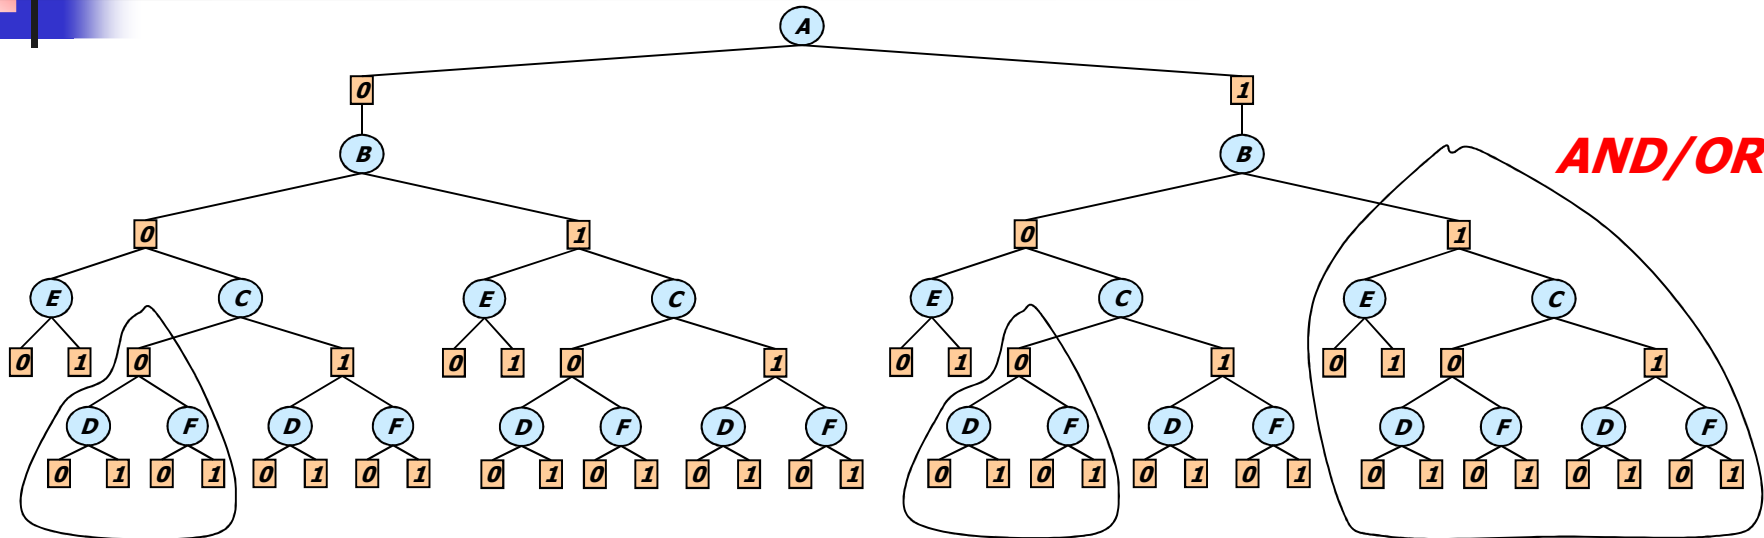 A
0 1
B B
AND/OR
0 1 0 1
E C E C E C E C
0 1 0 1 0 1 0 1 0 1 0 1 0 1 0 1
D F D F D F D F D F D F D F D F
0 1 0 1 0 1 0 1 0 1 0 1 0 1 0 1 0 1 0 1 0 1 0 1 0 1 0 1 0 1 0 1